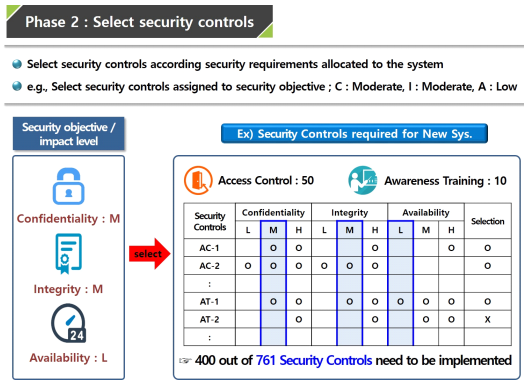 Phase 2 : Select security controls
Select security controls according security requirements allocated to the system
e.g., Select security controls assigned to security objective ; C : Moderate, I : Moderate, A : Low
Security objective /
impact level
Confidentiality : M
Integrity : M
24
Availability : L
select
Ex) Security Controls required for New Sys.
Access Control : 50
Awareness Training : 10
Security Controls Confidentiality Integrity Availability Selection
L M H L M H L M H
AC-1 O O O O O
AC-2 O O O O O O O
:
AT-1 O O O O O O O O
AT-2 O O O O X
:
☞ 400 out of 761 Security Controls need to be implemented